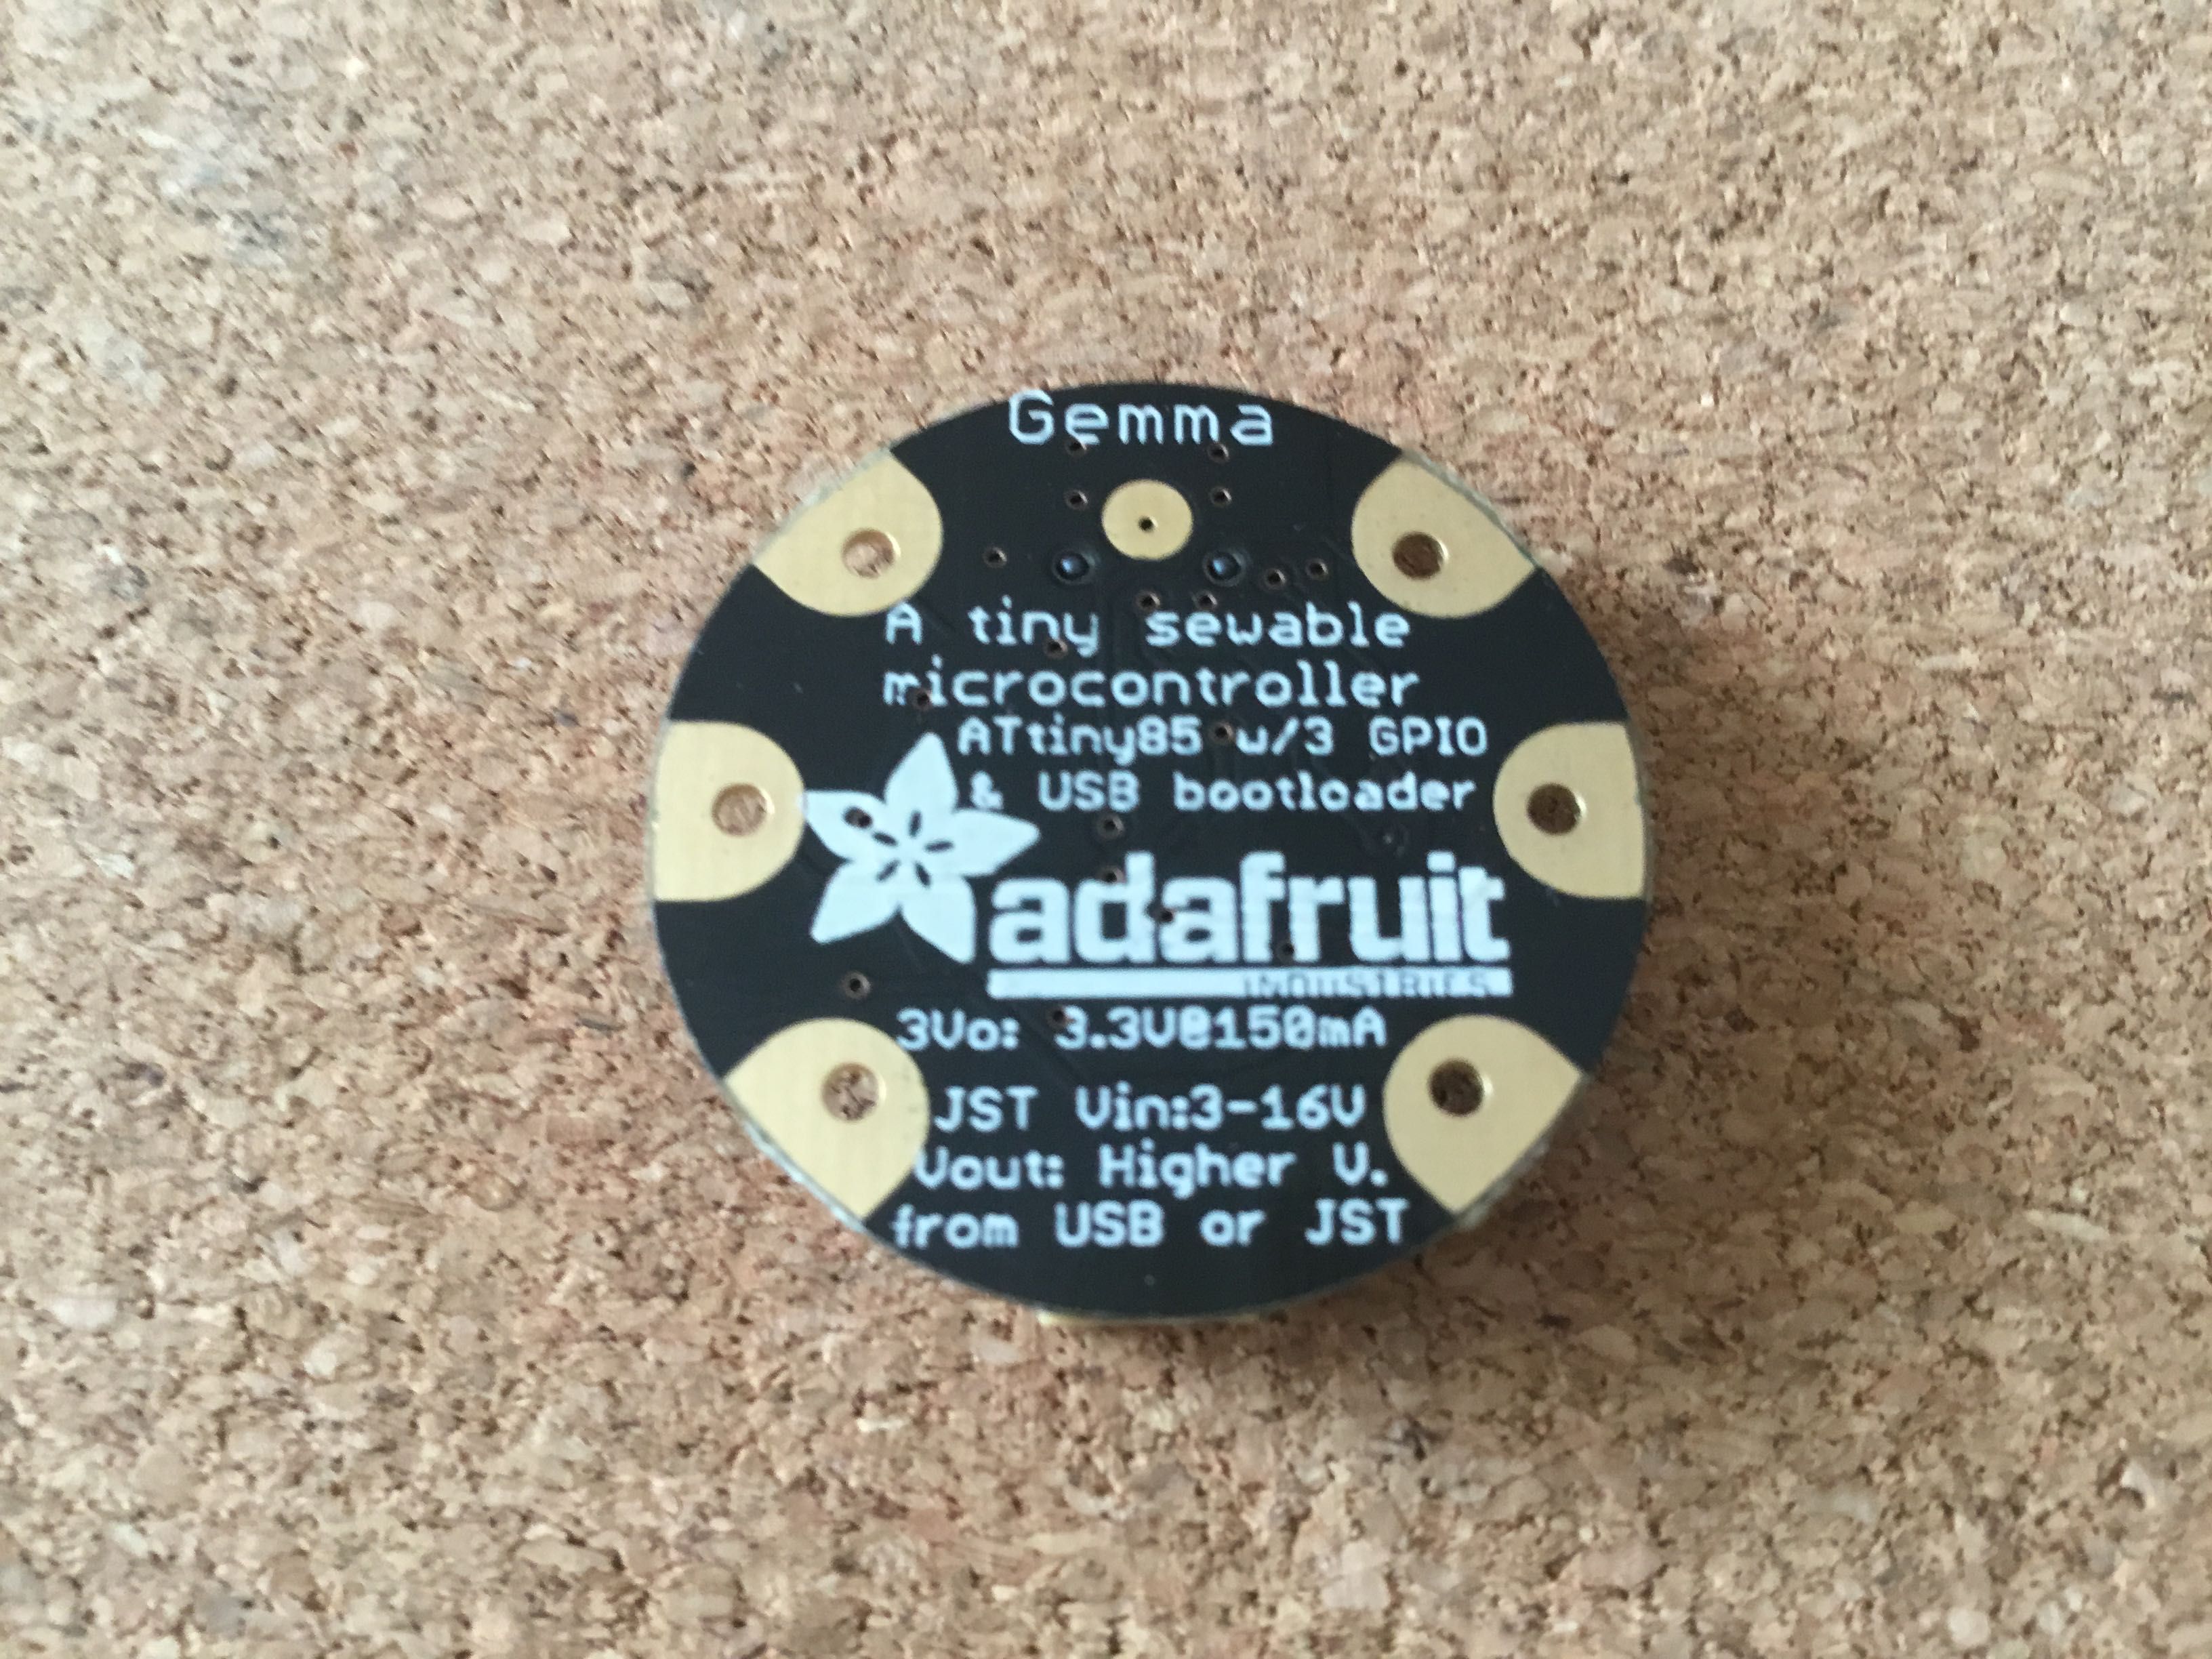 Gemma
A tiny sewable
microcontroller
ATtiny85 w/3 GPIO
& USB bootloader
adafruit
INDUSTRIES
3Vo: 3.3V@150mA
JST Vin:3-16V
Vout: Higher V.
from USB or JST